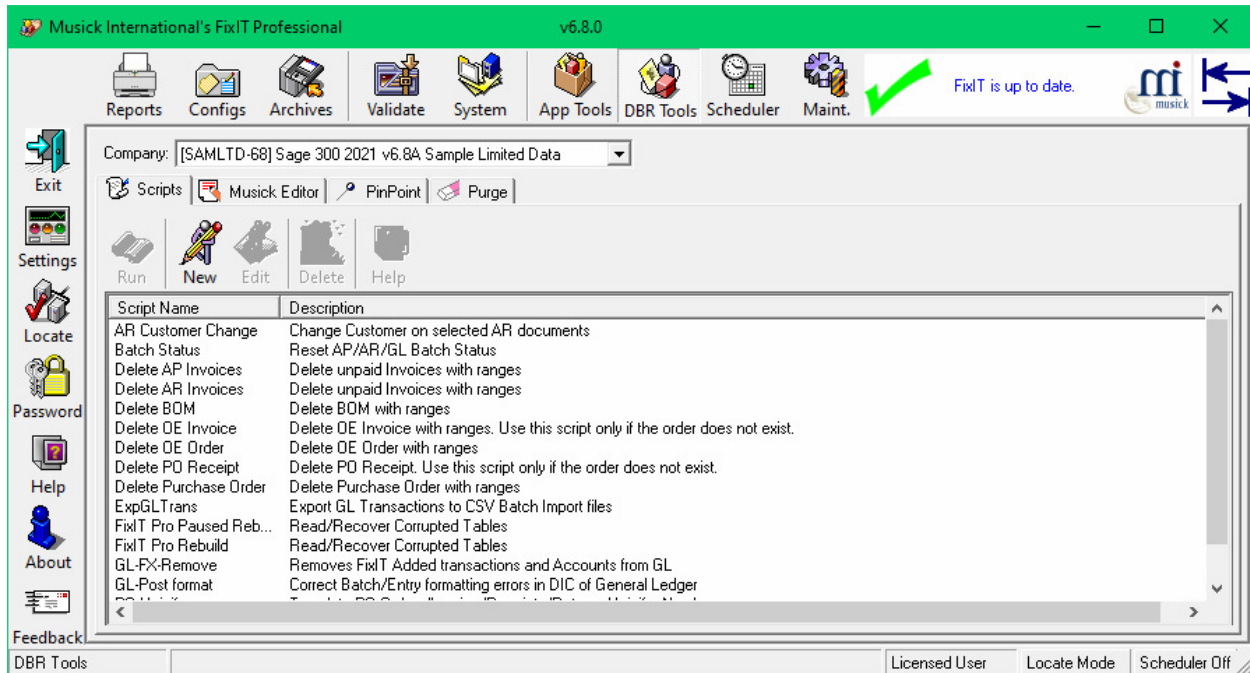 Musick International's FixIT Professional v6.8.0
Reports Configs Archives Validate System App Tools DBR Tools Scheduler Maint. FixIT is up to date. mi musick
Exit
Settings
Locate
Password
Help
About
Feedback
Company: [SAMLTD-68] Sage 300 2021 v6.8A Sample Limited Data
Scripts Musick Editor PinPoint Purge
Run New Edit Delete Help
Script Name Description
AR Customer Change Change Customer on selected AR documents
Batch Status Reset AP/AR/GL Batch Status
Delete AP Invoices Delete unpaid Invoices with ranges
Delete AR Invoices Delete unpaid Invoices with ranges
Delete BOM Delete BOM with ranges
Delete OE Invoice Delete OE Invoice with ranges. Use this script only if the order does not exist.
Delete OE Order Delete OE Order with ranges
Delete PO Receipt Delete PO Receipt. Use this script only if the order does not exist.
Delete Purchase Order Delete Purchase Order with ranges
ExpGLTrans Export GL Transactions to CSV Batch Import files
FixIT Pro Paused Reb... Read/Recover Corrupted Tables
FixIT Pro Rebuild Read/Recover Corrupted Tables
GL-FX-Remove Removes FixIT Added transactions and Accounts from GL
GL-Post format Correct Batch/Entry formatting errors in DIC of General Ledger
DBR Tools Licensed User Locate Mode Scheduler Off